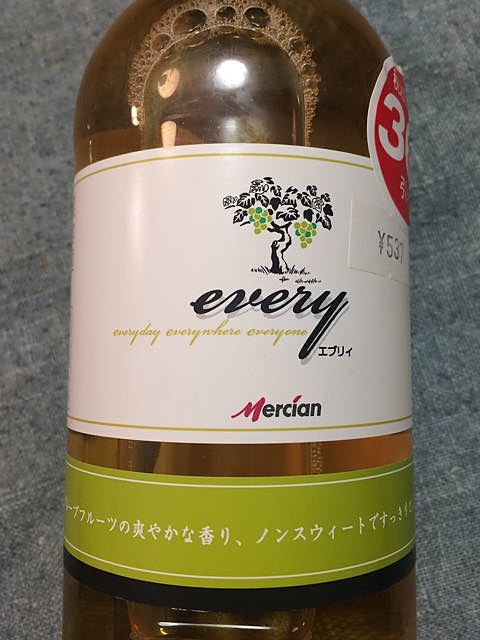 ¥537
every
everyday everywhere everyone
エブリィ
Mercian
プフルーツの爽やかな香り、ノンスウィートですっきり